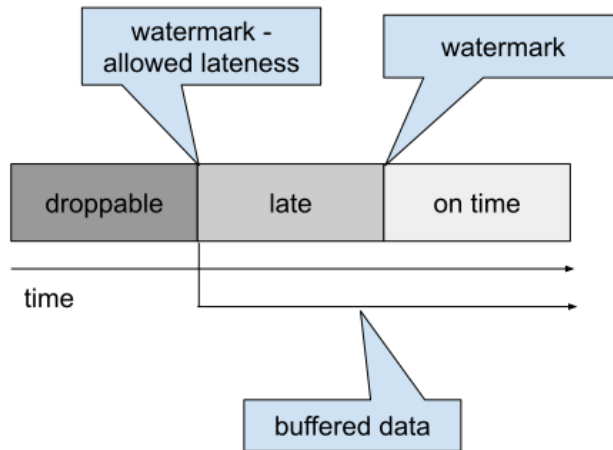 watermark -
allowed lateness
watermark
droppable
late
on time
time
buffered data